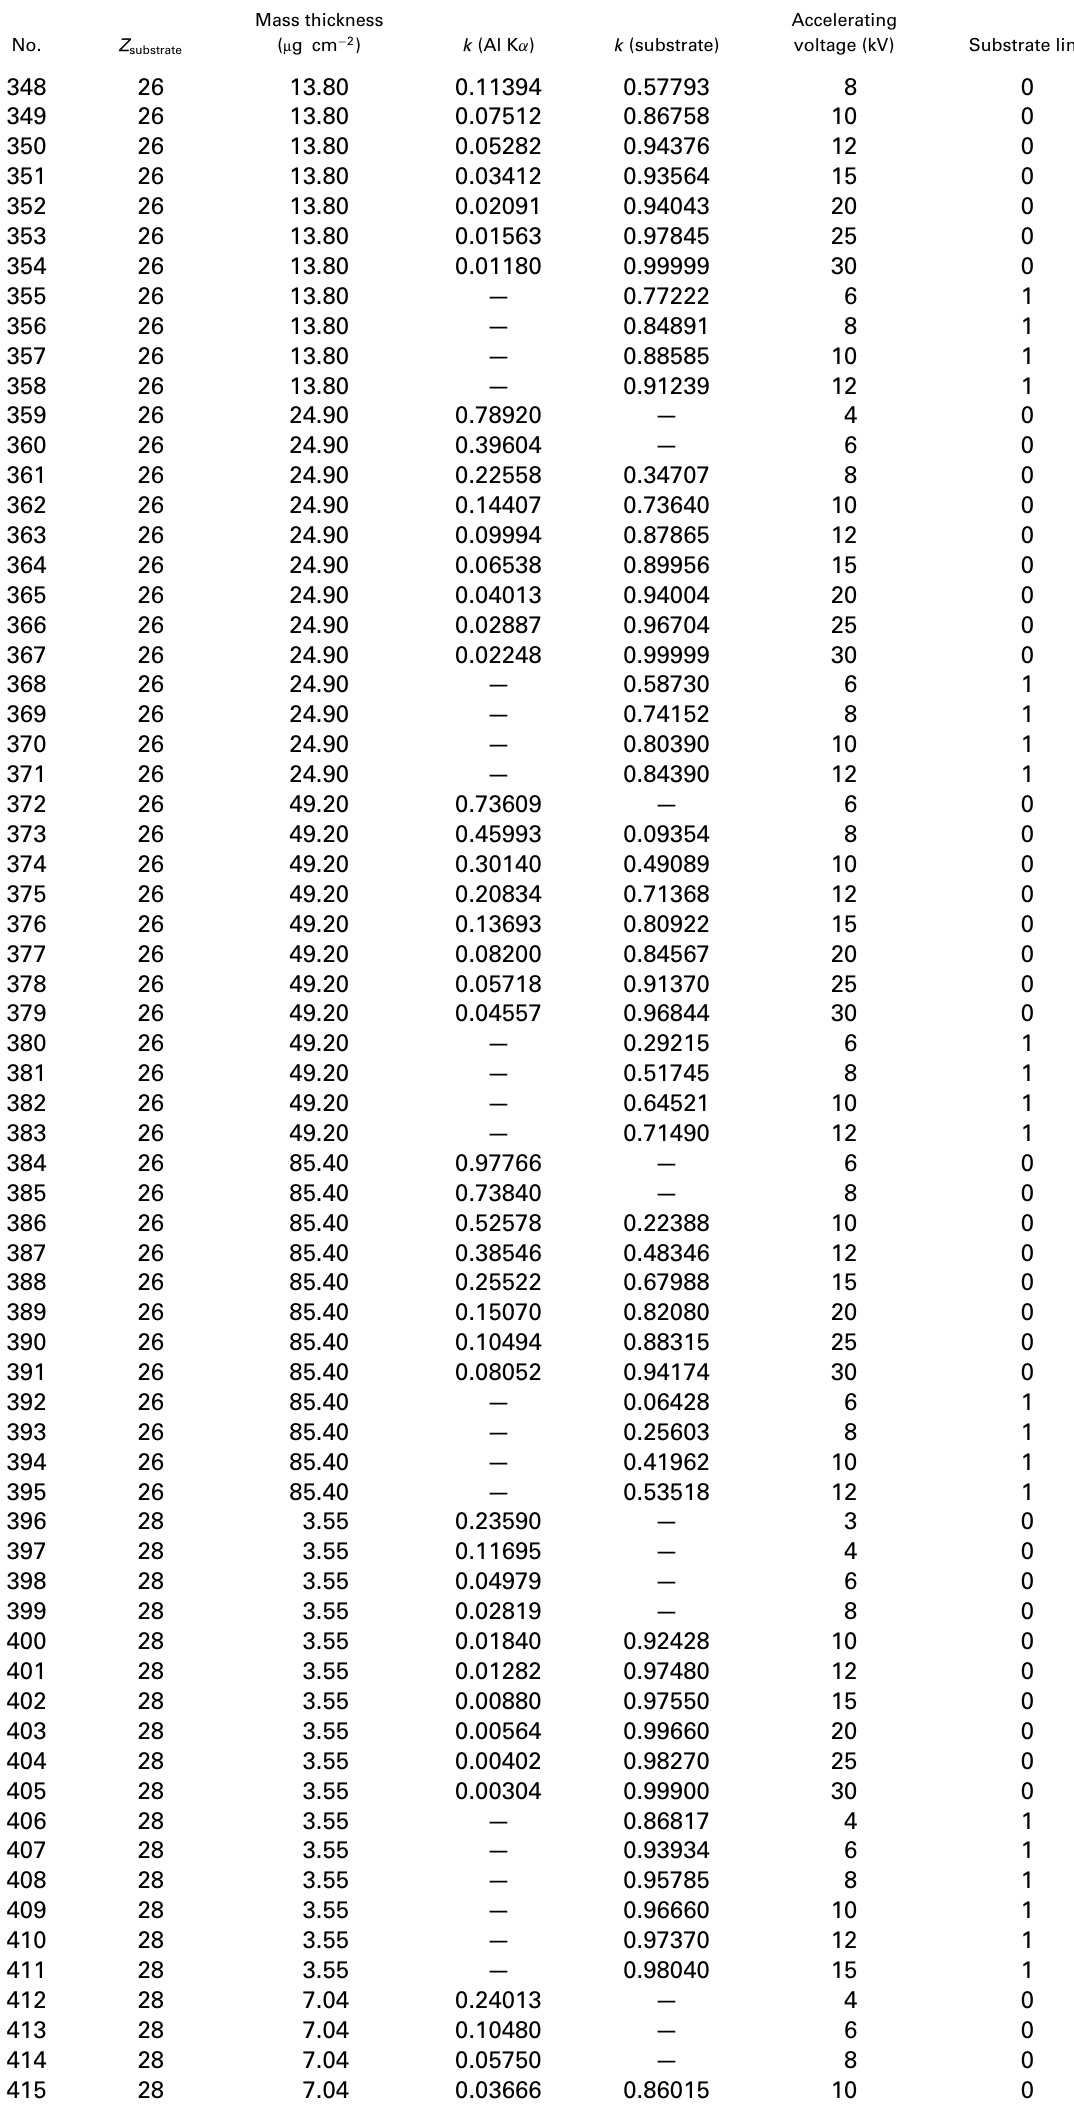 Mass thickness Accelerating
No. Zsubstrate (μg cm−2) k (Al Kα) k (substrate) voltage (kV) Substrate lin
348 26 13.80 0.11394 0.57793 8 0
349 26 13.80 0.07512 0.86758 10 0
350 26 13.80 0.05282 0.94376 12 0
351 26 13.80 0.03412 0.93564 15 0
352 26 13.80 0.02091 0.94043 20 0
353 26 13.80 0.01563 0.97845 25 0
354 26 13.80 0.01180 0.99999 30 0
355 26 13.80 — 0.77222 6 1
356 26 13.80 — 0.84891 8 1
357 26 13.80 — 0.88585 10 1
358 26 13.80 — 0.91239 12 1
359 26 24.90 0.78920 — 4 0
360 26 24.90 0.39604 — 6 0
361 26 24.90 0.22558 0.34707 8 0
362 26 24.90 0.14407 0.73640 10 0
363 26 24.90 0.09994 0.87865 12 0
364 26 24.90 0.06538 0.89956 15 0
365 26 24.90 0.04013 0.94004 20 0
366 26 24.90 0.02887 0.96704 25 0
367 26 24.90 0.02248 0.99999 30 0
368 26 24.90 — 0.58730 6 1
369 26 24.90 — 0.74152 8 1
370 26 24.90 — 0.80390 10 1
371 26 24.90 — 0.84390 12 1
372 26 49.20 0.73609 — 6 0
373 26 49.20 0.45993 0.09354 8 0
374 26 49.20 0.30140 0.49089 10 0
375 26 49.20 0.20834 0.71368 12 0
376 26 49.20 0.13693 0.80922 15 0
377 26 49.20 0.08200 0.84567 20 0
378 26 49.20 0.05718 0.91370 25 0
379 26 49.20 0.04557 0.96844 30 0
380 26 49.20 — 0.29215 6 1
381 26 49.20 — 0.51745 8 1
382 26 49.20 — 0.64521 10 1
383 26 49.20 — 0.71490 12 1
384 26 85.40 0.97766 — 6 0
385 26 85.40 0.73840 — 8 0
386 26 85.40 0.52578 0.22388 10 0
387 26 85.40 0.38546 0.48346 12 0
388 26 85.40 0.25522 0.67988 15 0
389 26 85.40 0.15070 0.82080 20 0
390 26 85.40 0.10494 0.88315 25 0
391 26 85.40 0.08052 0.94174 30 0
392 26 85.40 — 0.06428 6 1
393 26 85.40 — 0.25603 8 1
394 26 85.40 — 0.41962 10 1
395 26 85.40 — 0.53518 12 1
396 28 3.55 0.23590 — 3 0
397 28 3.55 0.11695 — 4 0
398 28 3.55 0.04979 — 6 0
399 28 3.55 0.02819 — 8 0
400 28 3.55 0.01840 0.92428 10 0
401 28 3.55 0.01282 0.97480 12 0
402 28 3.55 0.00880 0.97550 15 0
403 28 3.55 0.00564 0.99660 20 0
404 28 3.55 0.00402 0.98270 25 0
405 28 3.55 0.00304 0.99900 30 0
406 28 3.55 — 0.86817 4 1
407 28 3.55 — 0.93934 6 1
408 28 3.55 — 0.95785 8 1
409 28 3.55 — 0.96660 10 1
410 28 3.55 — 0.97370 12 1
411 28 3.55 — 0.98040 15 1
412 28 7.04 0.24013 — 4 0
413 28 7.04 0.10480 — 6 0
414 28 7.04 0.05750 — 8 0
415 28 7.04 0.03666 0.86015 10 0